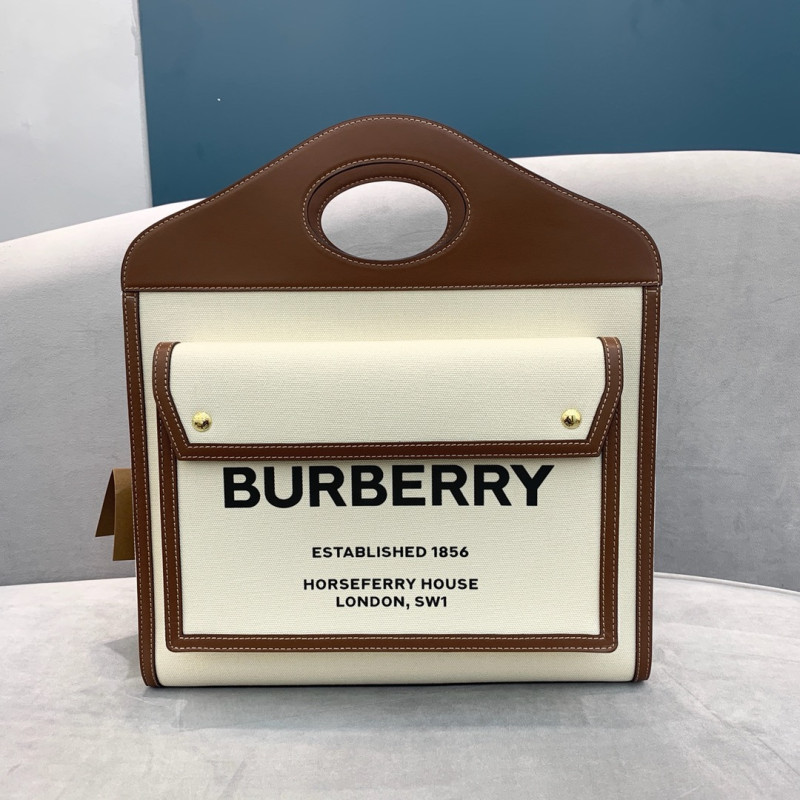 BURBERRY
ESTABLISHED 1856
HORSEFERRY HOUSE
LONDON, SW1